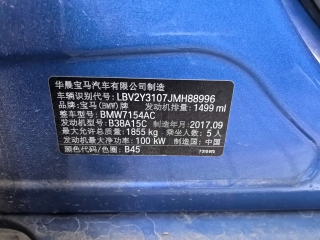 华晨宝马汽车有限公司制造
车辆识别代号: LBV2Y3107JMH88996
品牌: 宝马(BMW)牌 发动机排量: 1499 ml
整车型号: BMW7154AC
发动机型号: B38A15C 制造年月: 2017.09
最大允许总质量: 1855 kg 乘坐人数: 5人
发动机最大净功率: 100 kW 制造国: 中国
颜色代码/色圈: B45